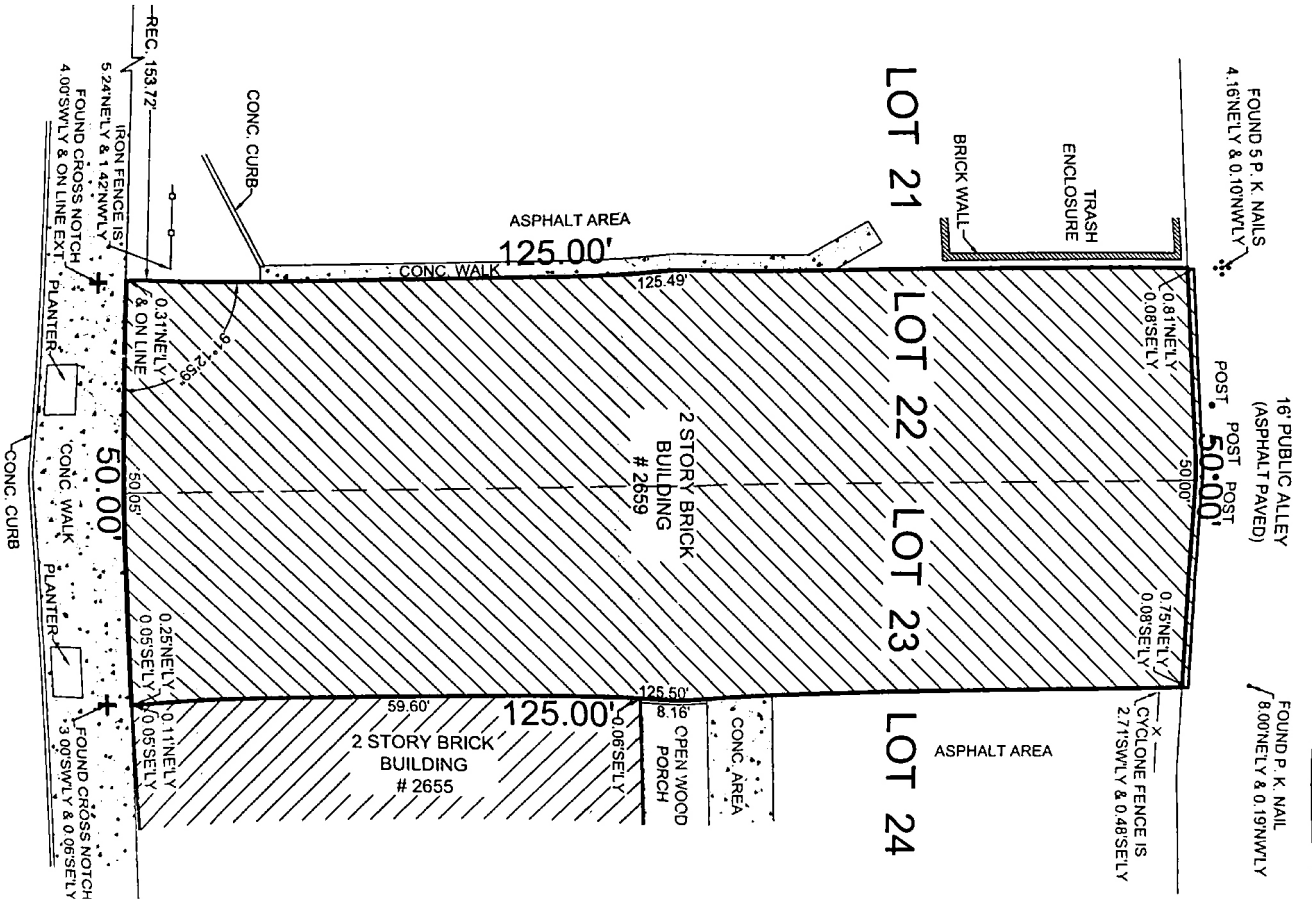 FOUND 5 P. K. NAILS
4.16'NE'LY & 0.10'NW'LY
16' PUBLIC ALLEY
(ASPHALT PAVED)
FOUND P. K. NAIL
8.00'NE'LY & 0.19'NW'LY
POST
POST
POST
50.00'
50.00'
0.81'NE'LY
0.08'SE'LY
0.75'NE'LY
0.08'SE'LY
CYCLONE FENCE IS
2.71'SW'LY & 0.48'SE'LY
TRASH
ENCLOSURE
BRICK WALL
LOT 21
LOT 22
LOT 23
LOT 24
ASPHALT AREA
ASPHALT AREA
125.00'
125.49'
CONC. WALK
CONC. CURB
2 STORY BRICK
BUILDING
# 2659
125.50'
125.00'
8.16'
59.60'
0.06'SE'LY
CONC. AREA
OPEN WOOD
PORCH
2 STORY BRICK
BUILDING
# 2655
91°12'59"
REC. 153.72'
0.31'NE'LY
& ON LINE
0.25'NE'LY
0.05'SE'LY
0.11'NE'LY
0.05'SE'LY
50.05'
50.00'
IRON FENCE IS
5.24'NE'LY & 1.42'NW'LY
FOUND CROSS NOTCH
4.00'SW'LY & ON LINE EXT.
PLANTER
CONC. WALK
PLANTER
CONC. CURB
FOUND CROSS NOTCH
3.00'SW'LY & 0.06'SE'LY
X